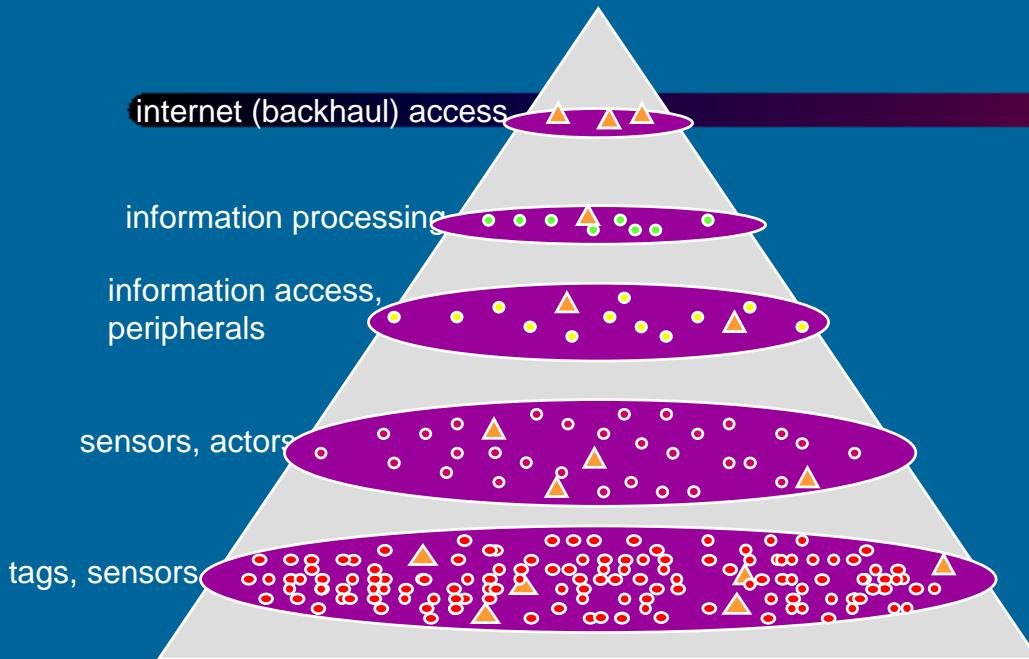 internet (backhaul) access
information processing
information access,
peripherals
sensors, actors
tags, sensors